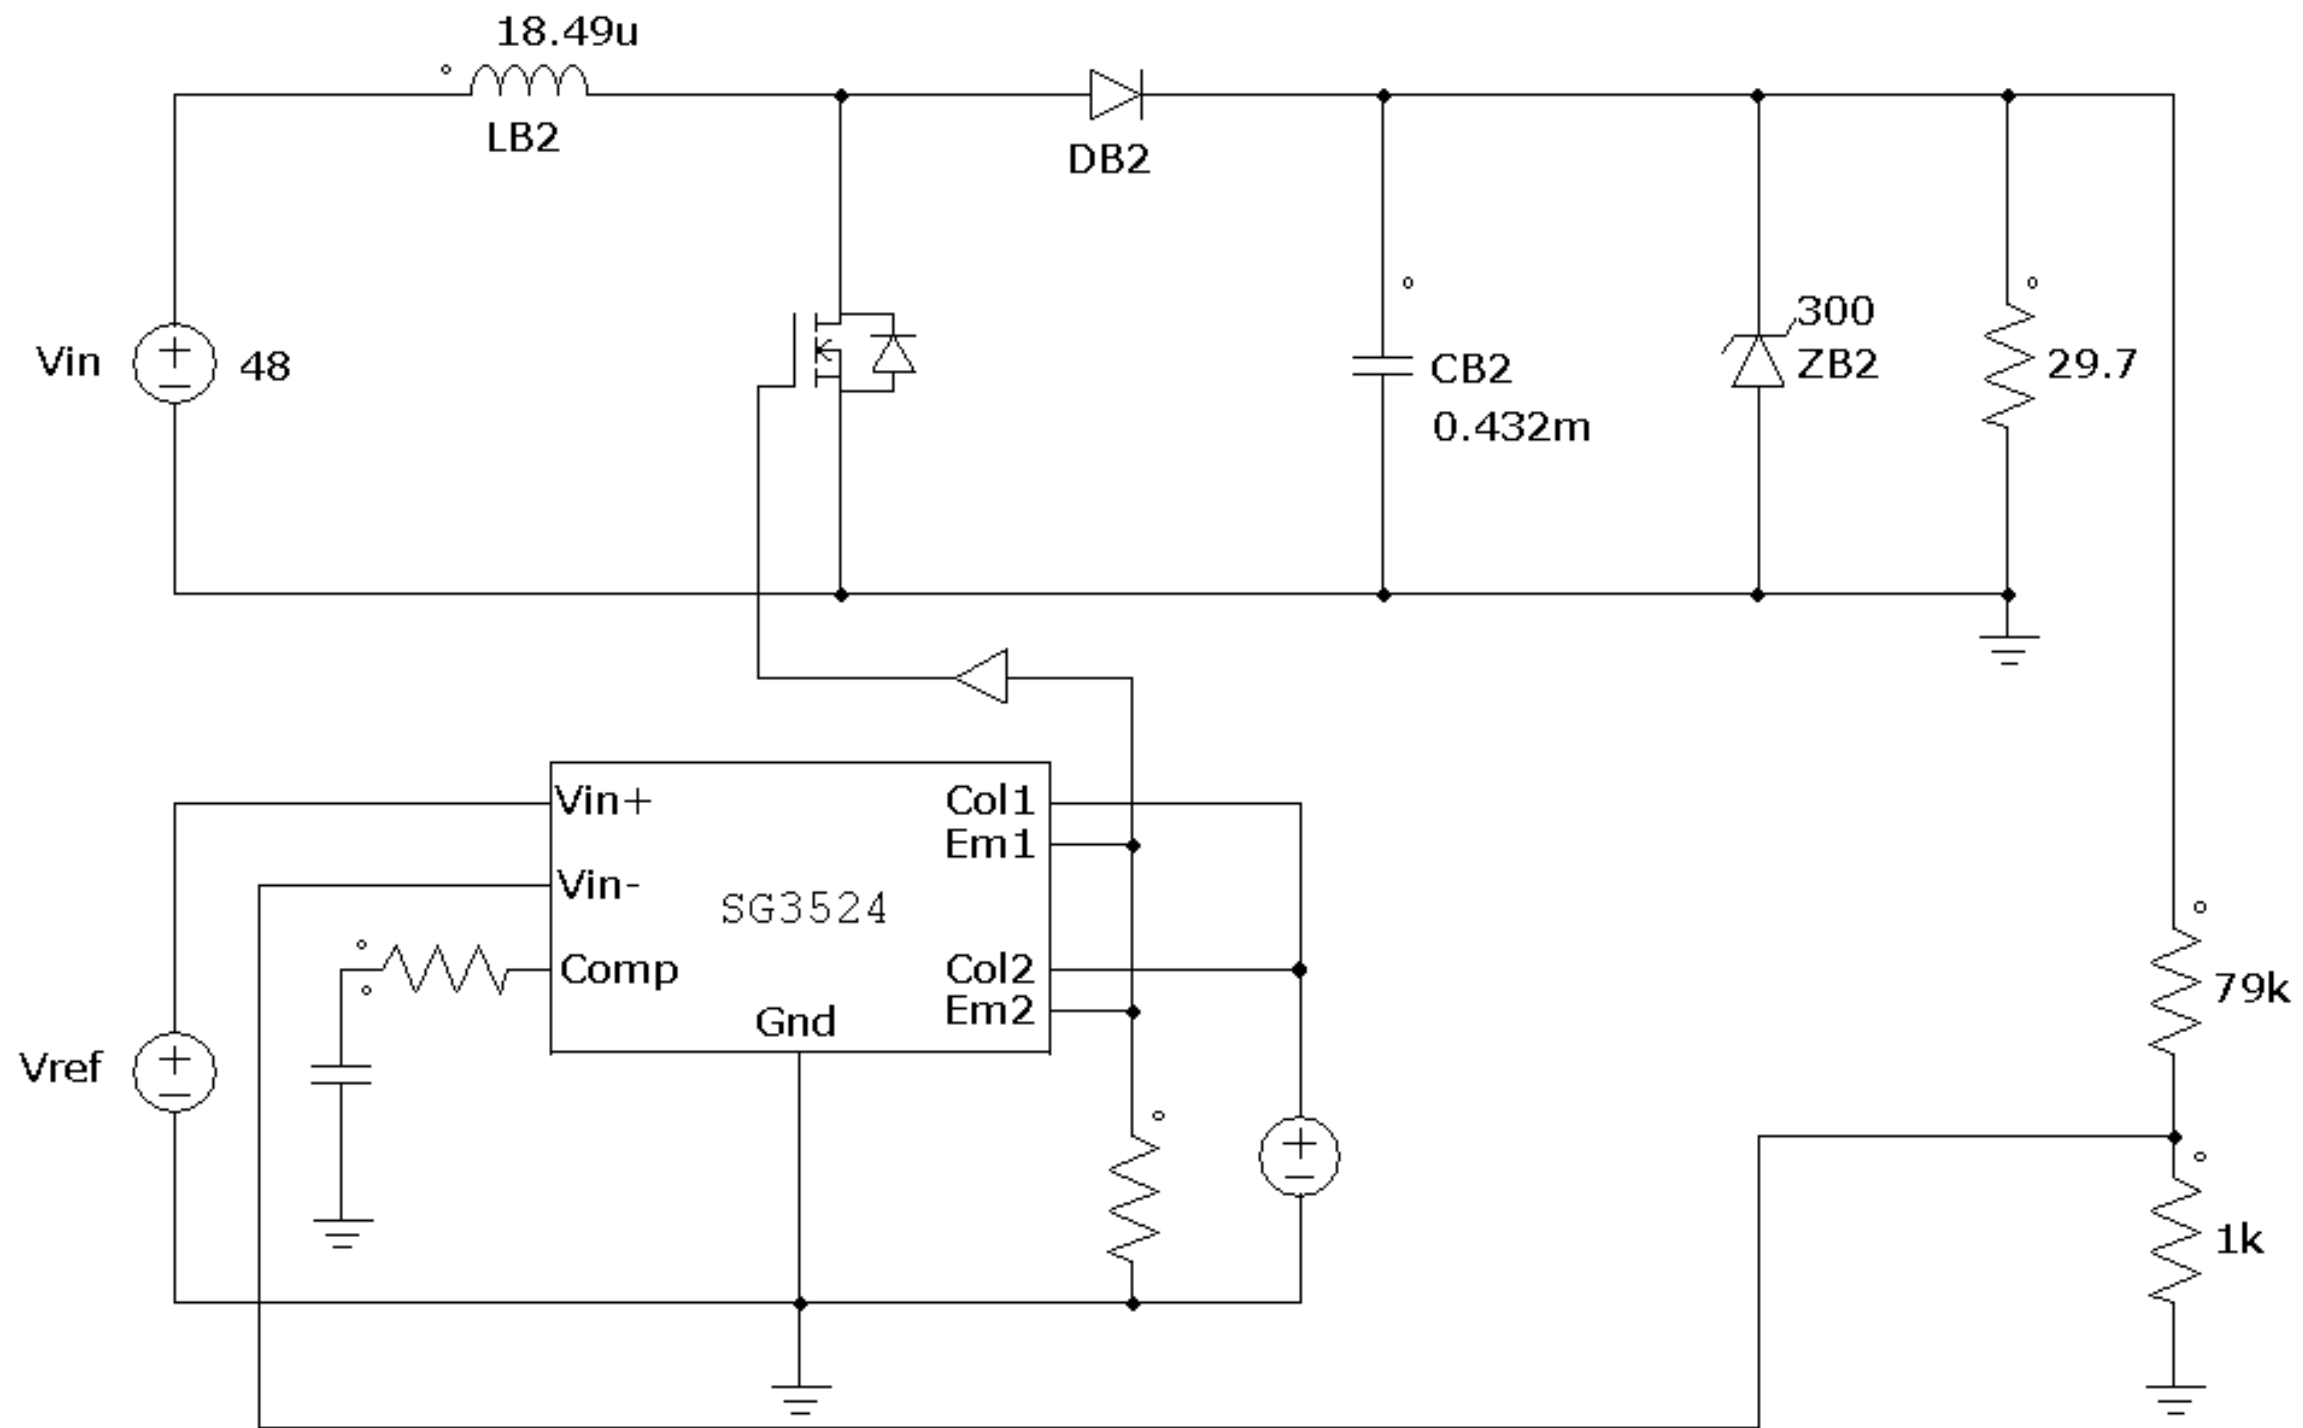 18.49u
LB2
DB2
Vin
48
CB2
0.432m
300
ZB2
29.7
Vin+
Vin-
Comp
Gnd
SG3524
Col1
Em1
Col2
Em2
Vref
79k
1k